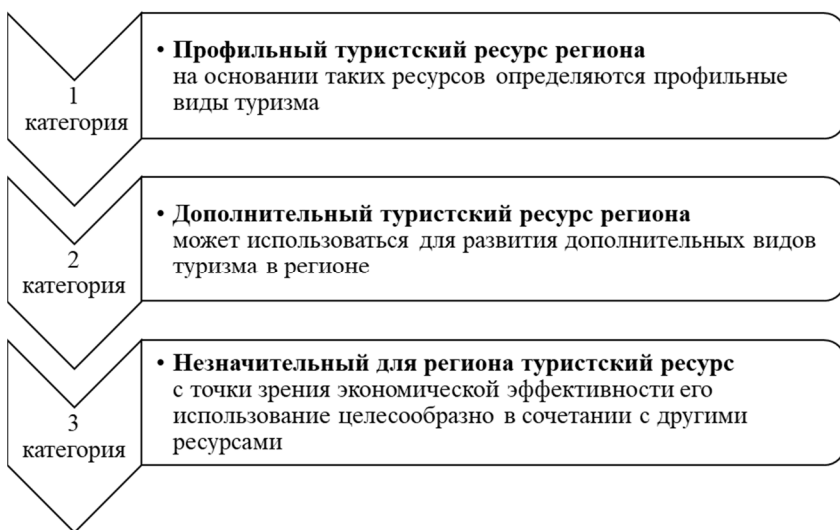 1
категория
• Профильный туристский ресурс региона
на основании таких ресурсов определяются профильные
виды туризма
2
категория
• Дополнительный туристский ресурс региона
может использоваться для развития дополнительных видов
туризма в регионе
3
категория
• Незначительный для региона туристский ресурс
с точки зрения экономической эффективности его
использование целесообразно в сочетании с другими
ресурсами